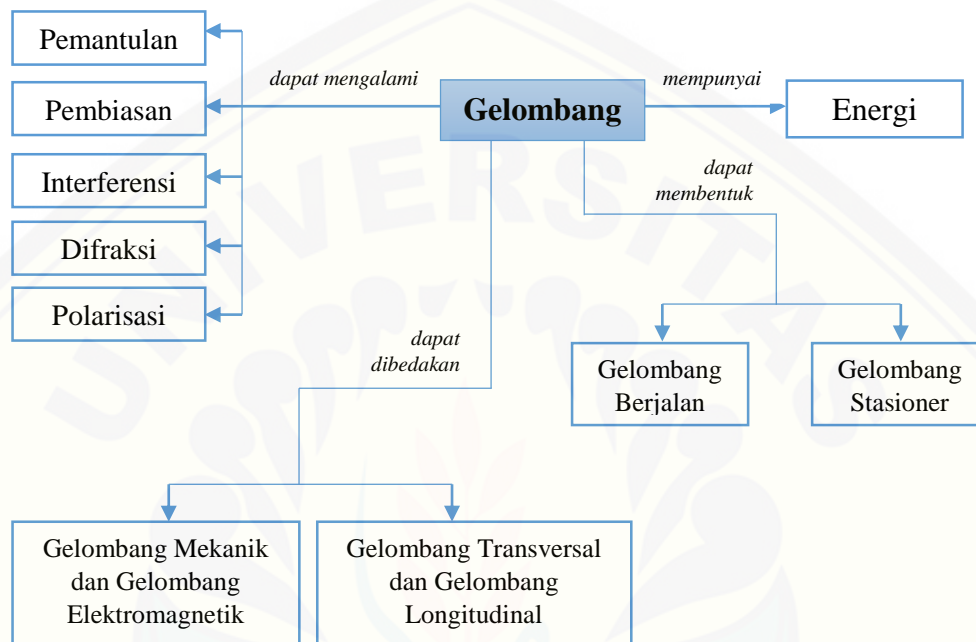 Pemantulan
dapat mengalami
Gelombang
mempunyai
Energi
Pembiasan
Interferensi
Difraksi
Polarisasi
dapat
membentuk
dapat
dibedakan
Gelombang
Berjalan
Gelombang
Stasioner
Gelombang Mekanik
dan Gelombang
Elektromagnetik
Gelombang Transversal
dan Gelombang
Longitudinal
UNIVERSITAS